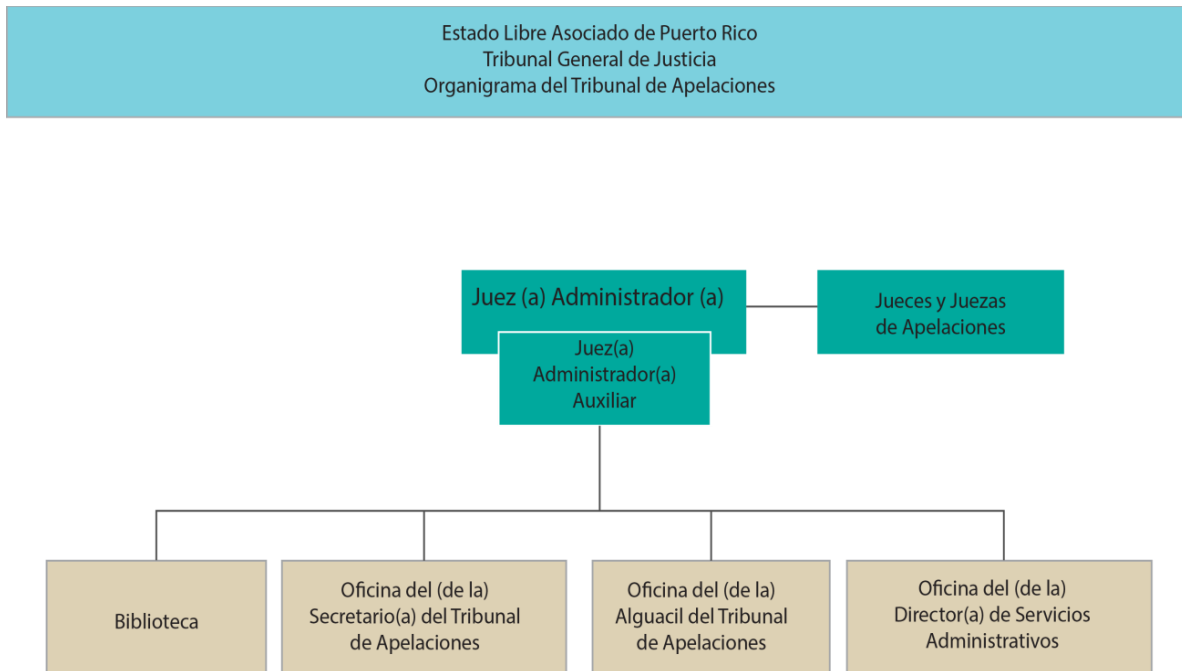 Estado Libre Asociado de Puerto Rico
Tribunal General de Justicia
Organigrama del Tribunal de Apelaciones
Juez (a) Administrador (a)
Jueces y Juezas
de Apelaciones
Juez(a)
Administrador(a)
Auxiliar
Biblioteca
Oficina del (de la)
Secretario(a) del Tribunal
de Apelaciones
Oficina del (de la)
Alguacil del Tribunal
de Apelaciones
Oficina del (de la)
Director(a) de Servicios
Administrativos